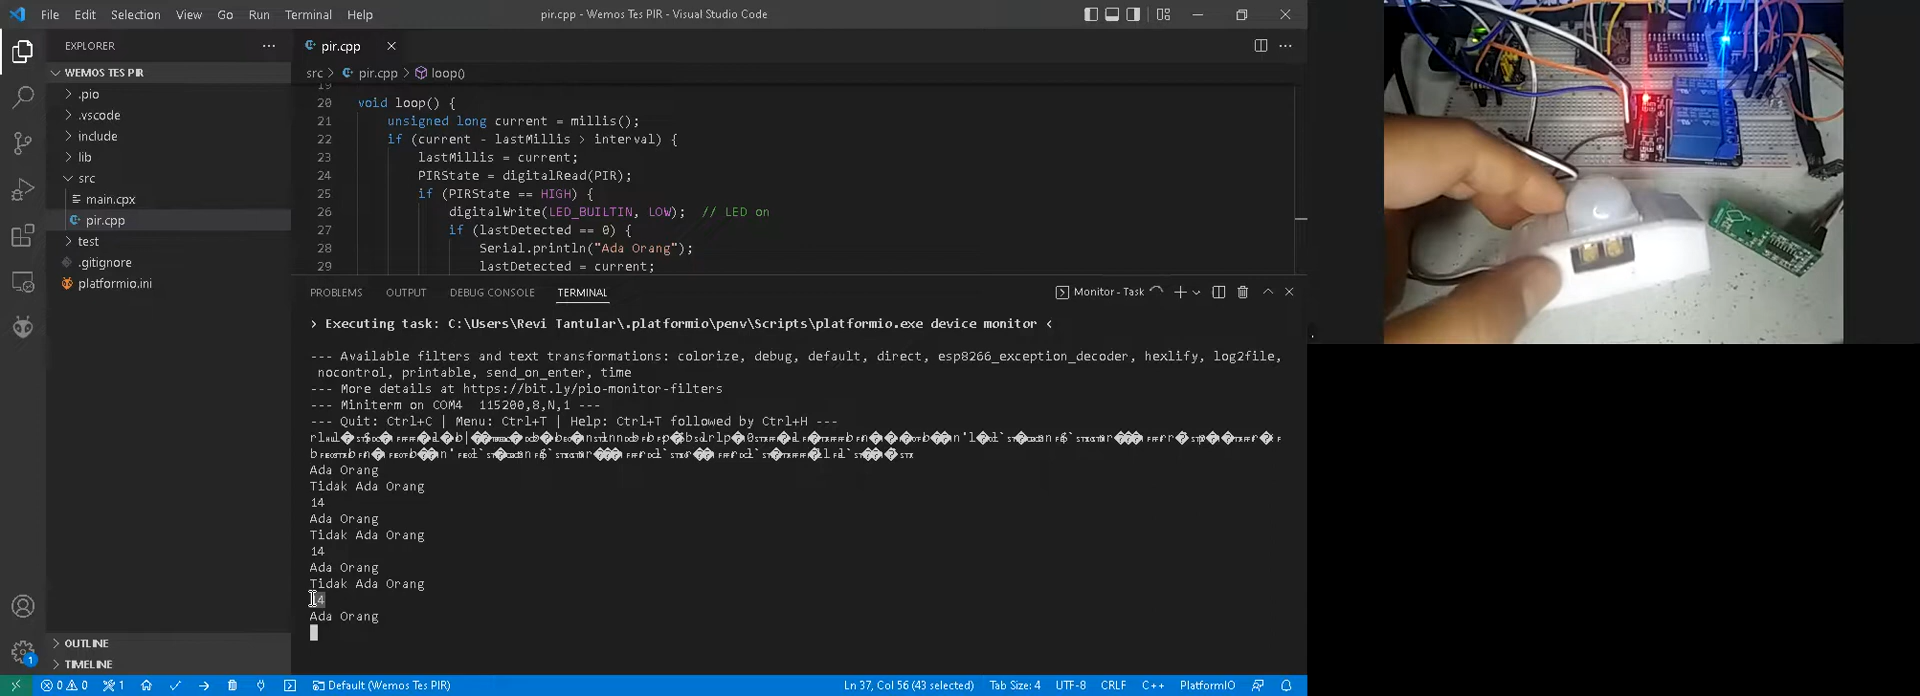 File Edit Selection View Go Run Terminal Help
pir.cpp - Wemos Tes PIR - Visual Studio Code
EXPLORER
WEMOS TES PIR
.pio
.vscode
include
lib
src
main.cpx
pir.cpp
test
.gitignore
platformio.ini
OUTLINE
TIMELINE
pir.cpp
src > pir.cpp > loop()
19
20 void loop() {
21 unsigned long current = millis();
22 if (current - lastMillis > interval) {
23 lastMillis = current;
24 PIRState = digitalRead(PIR);
25 if (PIRState == HIGH) {
26 digitalWrite(LED_BUILTIN, LOW); // LED on
27 if (lastDetected == 0) {
28 Serial.println("Ada Orang");
29 lastDetected = current;
PROBLEMS OUTPUT DEBUG CONSOLE TERMINAL
Monitor - Task
> Executing task: C:\Users\Revi Tantular\.platformio\penv\Scripts\platformio.exe device monitor <
--- Available filters and text transformations: colorize, debug, default, direct, esp8266_exception_decoder, hexlify, log2file,
nocontrol, printable, send_on_enter, time
--- More details at https://bit.ly/pio-monitor-filters
--- Miniterm on COM4 115200,8,N,1 ---
--- Quit: Ctrl+C | Menu: Ctrl+T | Help: Ctrl+T followed by Ctrl+H ---
Ada Orang
Tidak Ada Orang
14
Ada Orang
Tidak Ada Orang
14
Ada Orang
Tidak Ada Orang
14
Ada Orang
1
0 0 1
Default (Wemos Tes PIR)
Ln 37, Col 56 (43 selected) Tab Size: 4 UTF-8 CRLF C++ PlatformIO